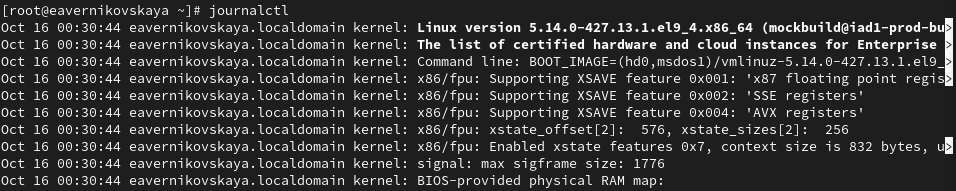 [root@eavernikovskaya ~]# journalctl
Oct 16 00:30:44 eavernikovskaya.localdomain kernel: Linux version 5.14.0-427.13.1.el9_4.x86_64 (mockbuild@iad1-prod-bu>
Oct 16 00:30:44 eavernikovskaya.localdomain kernel: The list of certified hardware and cloud instances for Enterprise >
Oct 16 00:30:44 eavernikovskaya.localdomain kernel: Command line: BOOT_IMAGE=(hd0,msdos1)/vmlinuz-5.14.0-427.13.1.el9_>
Oct 16 00:30:44 eavernikovskaya.localdomain kernel: x86/fpu: Supporting XSAVE feature 0x001: 'x87 floating point regis>
Oct 16 00:30:44 eavernikovskaya.localdomain kernel: x86/fpu: Supporting XSAVE feature 0x002: 'SSE registers'
Oct 16 00:30:44 eavernikovskaya.localdomain kernel: x86/fpu: Supporting XSAVE feature 0x004: 'AVX registers'
Oct 16 00:30:44 eavernikovskaya.localdomain kernel: x86/fpu: xstate_offset[2]:  576, xstate_sizes[2]:  256
Oct 16 00:30:44 eavernikovskaya.localdomain kernel: x86/fpu: Enabled xstate features 0x7, context size is 832 bytes, u>
Oct 16 00:30:44 eavernikovskaya.localdomain kernel: signal: max sigframe size: 1776
Oct 16 00:30:44 eavernikovskaya.localdomain kernel: BIOS-provided physical RAM map: